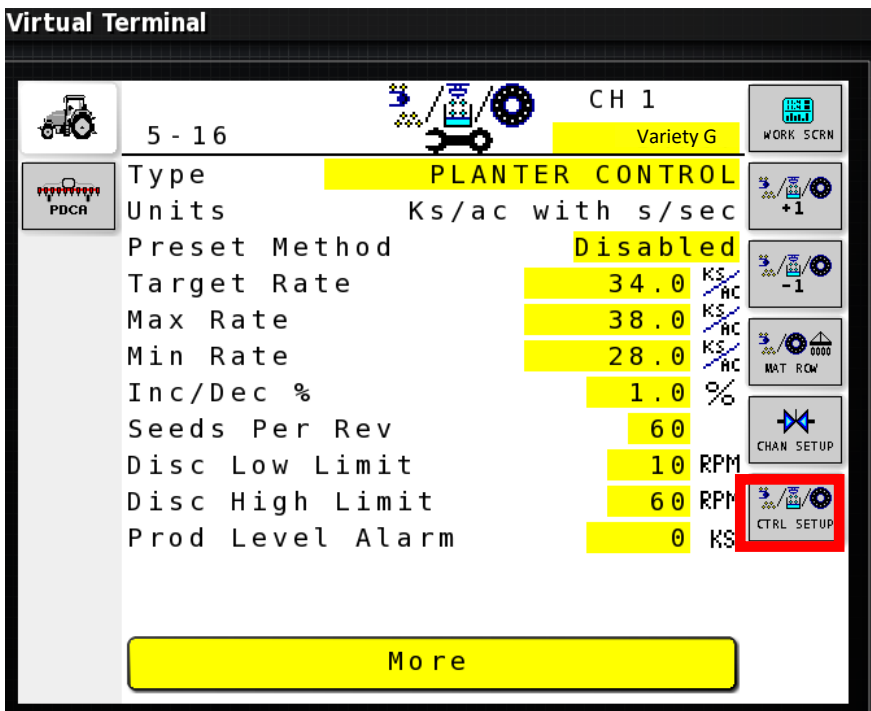 Virtual Terminal
CH 1
5-16
Variety G
WORK SCRN
Type PLANTER CONTROL
+1
PDCA
Units Ks/ac with s/sec
Preset Method Disabled
-1
Target Rate 34.0 KS/AC
Max Rate 38.0 KS/AC
0000
MAT ROW
Min Rate 28.0 KS/AC
Inc/Dec % 1.0 %
Seeds Per Rev 60
CHAN SETUP
Disc Low Limit 10 RPM
Disc High Limit 60 RPM
CTRL SETUP
Prod Level Alarm 0 KS
More